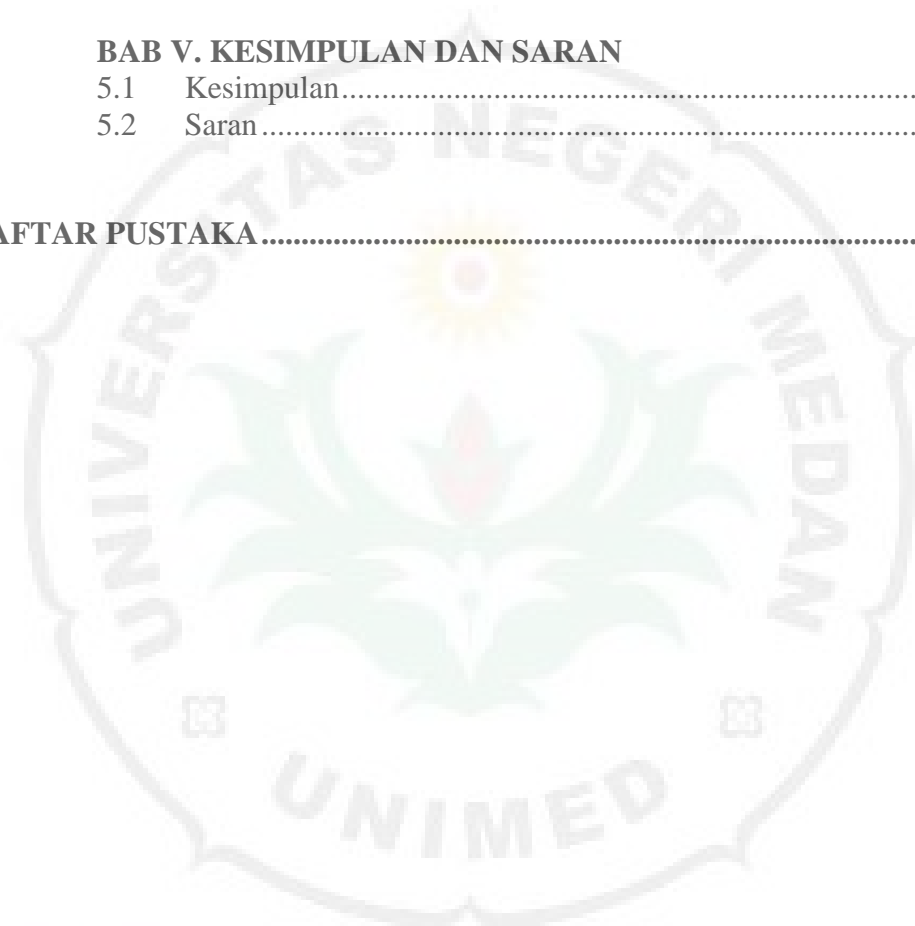 BAB V. KESIMPULAN DAN SARAN
5.1 Kesimpulan........................................................................
5.2 Saran..................................................................................
AFTAR PUSTAKA..................................................................................
UNIVERSITAS NEGERI MEDAN
UNIMED